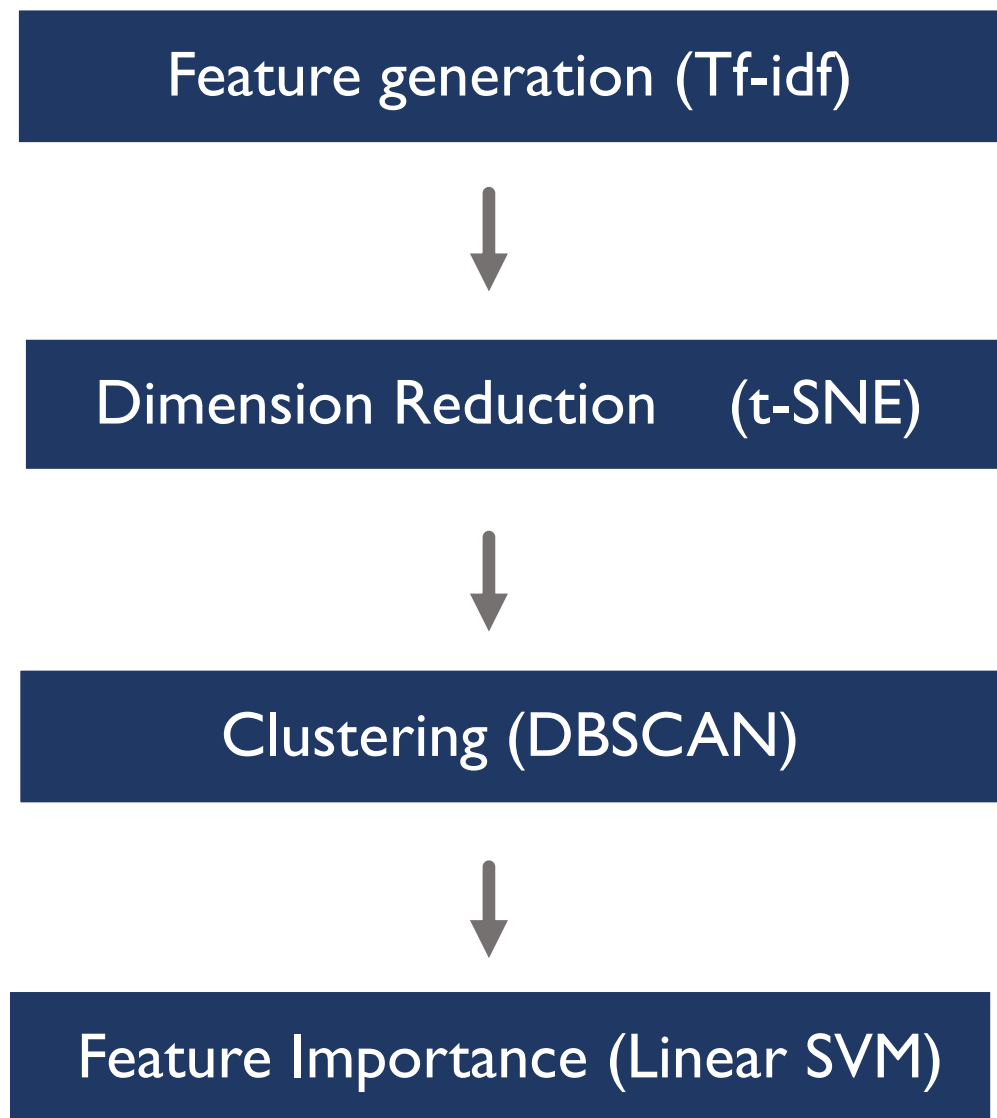 Feature generation (Tf-idf)
Dimension Reduction (t-SNE)
Clustering (DBSCAN)
Feature Importance (Linear SVM)